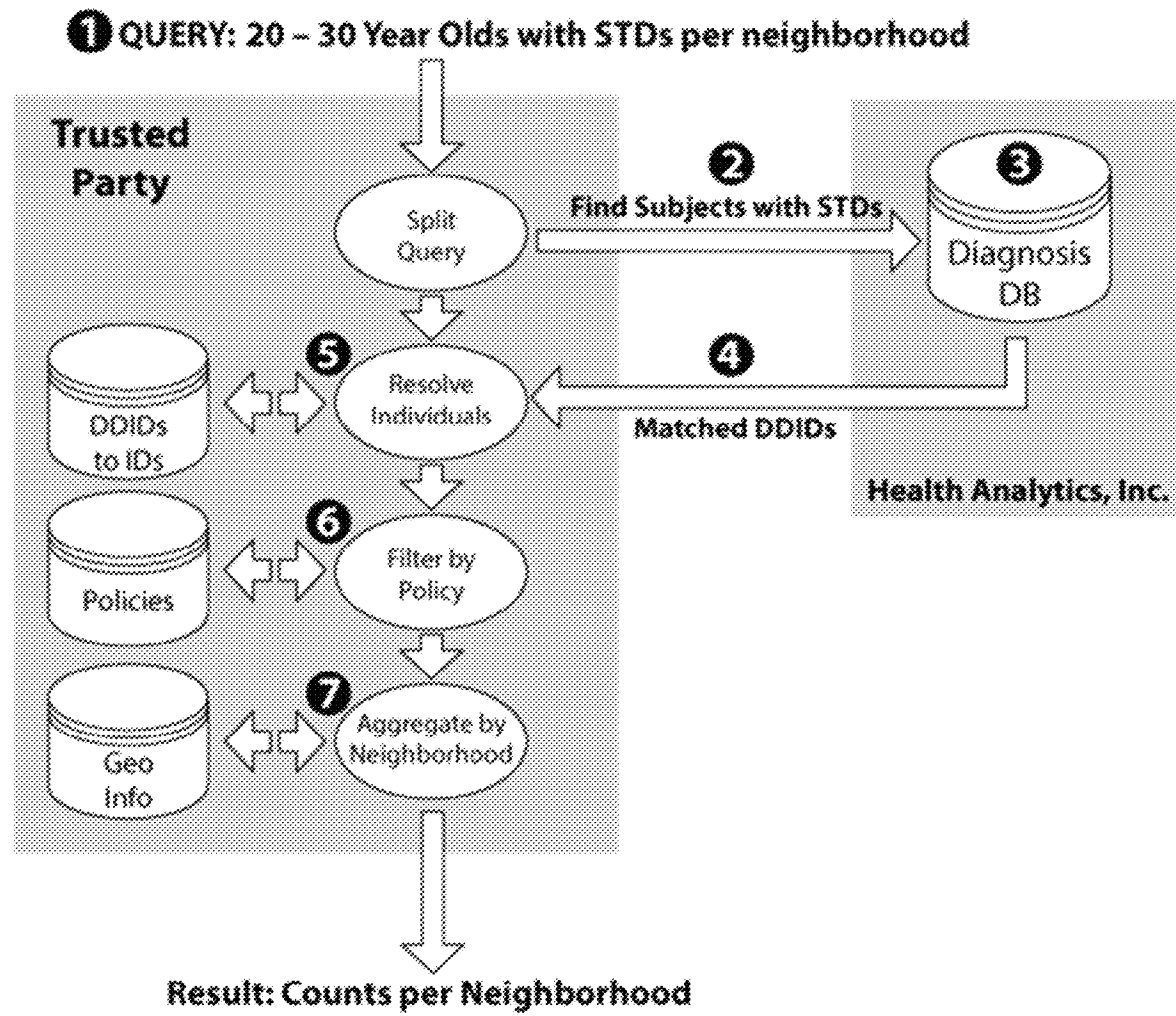 1 QUERY: 20 – 30 Year Olds with STDs per neighborhood
Trusted
Party
Split
Query
2
Find Subjects with STDs
3
Diagnosis
DB
4
Matched DDIDs
Health Analytics, Inc.
5
Resolve
Individuals
DDIDs
to IDs
6
Filter by
Policy
Policies
7
Aggregate by
Neighborhood
Geo
Info
Result: Counts per Neighborhood